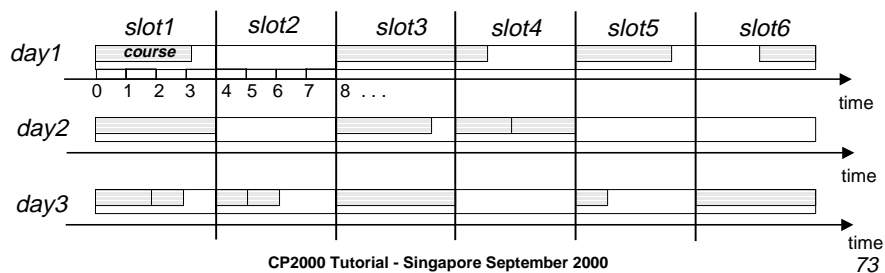 slot1 slot2 slot3 slot4 slot5 slot6
day1 course
0 1 2 3 4 5 6 7 8 . . .
time
day2
time
day3
time
CP2000 Tutorial - Singapore September 2000 73